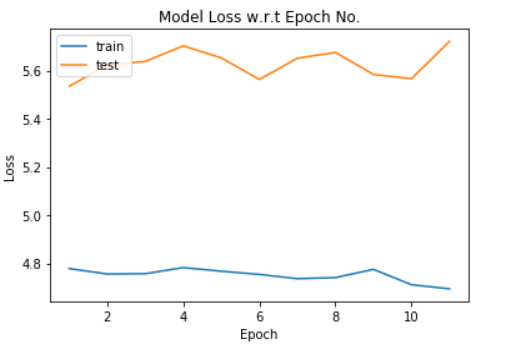 Model Loss w.r.t Epoch No.
train
test
5.6
5.4
5.2
5.0
4.8
Loss
2 4 6 8 10
Epoch